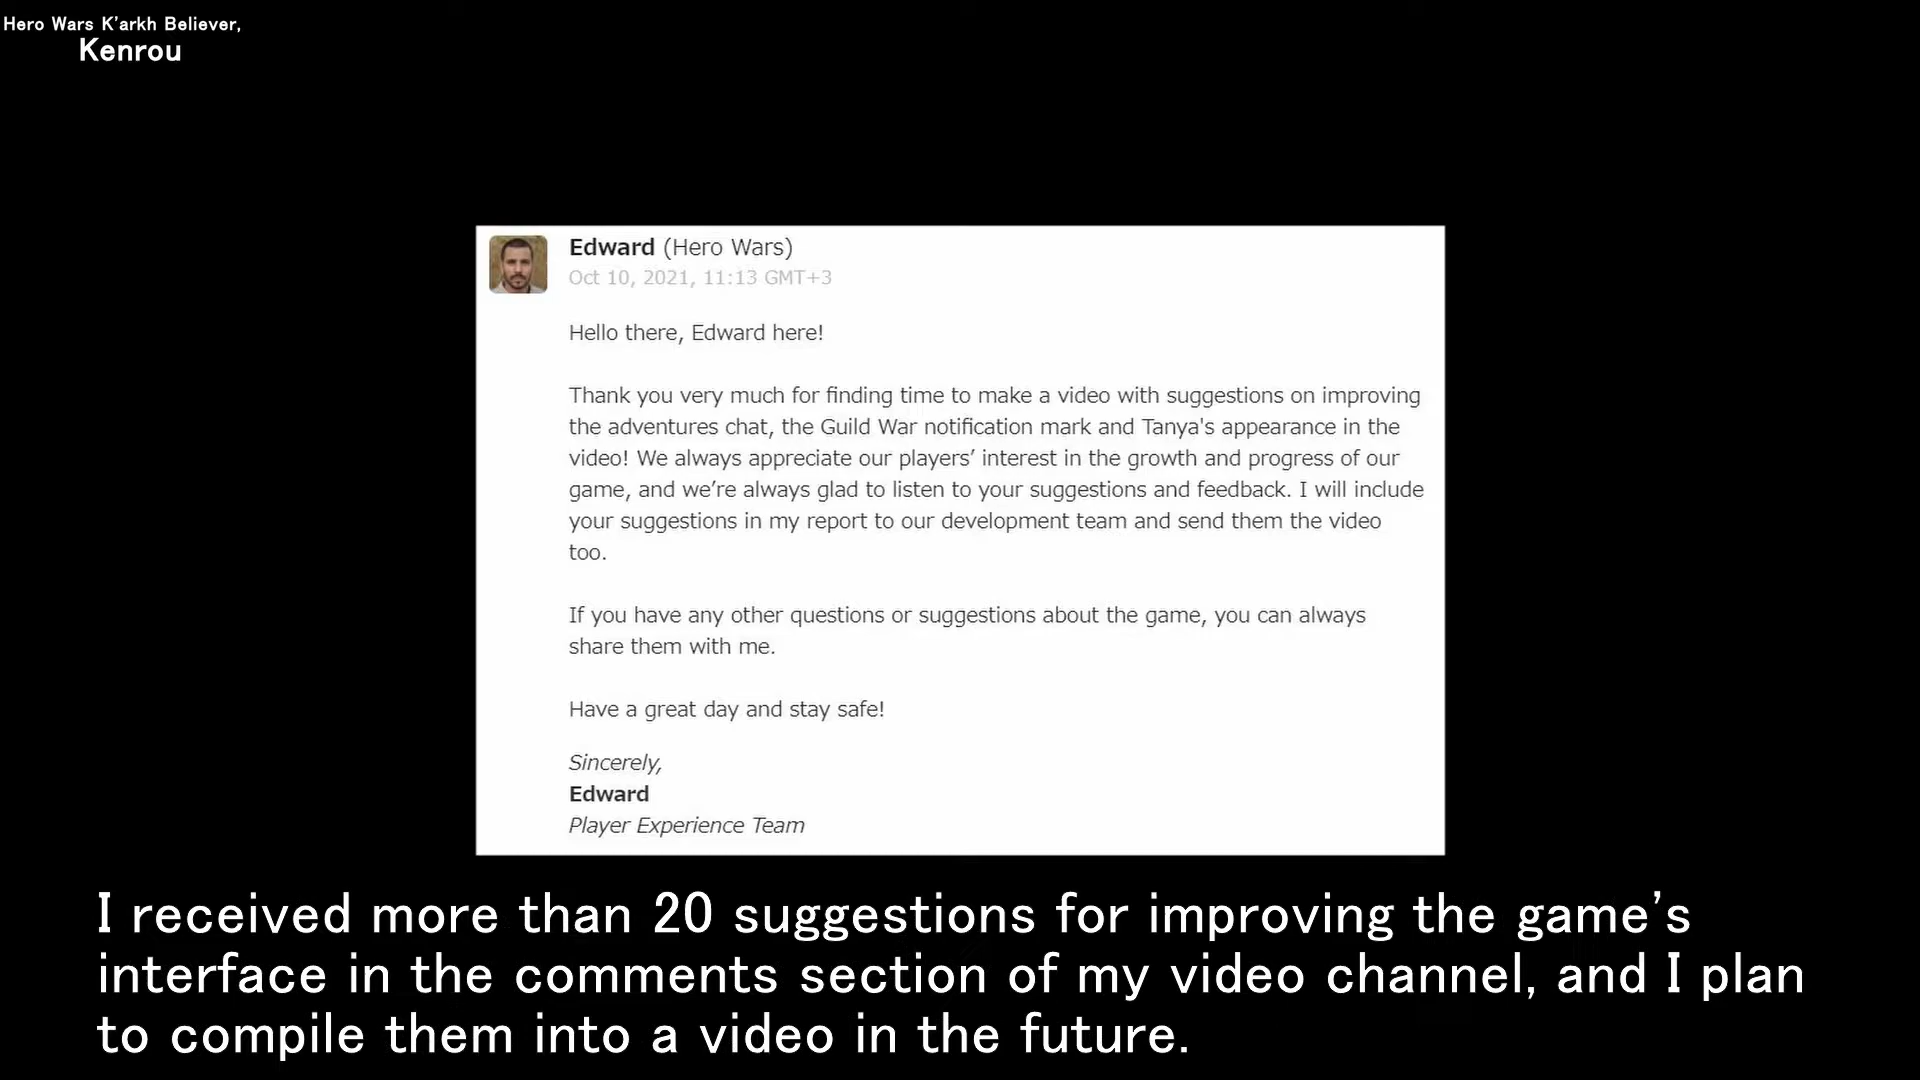 Hero Wars K'arkh Believer,
Kenrou
Edward (Hero Wars)
Oct 10, 2021, 11:13 GMT+3
Hello there, Edward here!
Thank you very much for finding time to make a video with suggestions on improving
the adventures chat, the Guild War notification mark and Tanya's appearance in the
video! We always appreciate our players’ interest in the growth and progress of our
game, and we’re always glad to listen to your suggestions and feedback. I will include
your suggestions in my report to our development team and send them the video
too.
If you have any other questions or suggestions about the game, you can always
share them with me.
Have a great day and stay safe!
Sincerely,
Edward
Player Experience Team
I received more than 20 suggestions for improving the game's
interface in the comments section of my video channel, and I plan
to compile them into a video in the future.